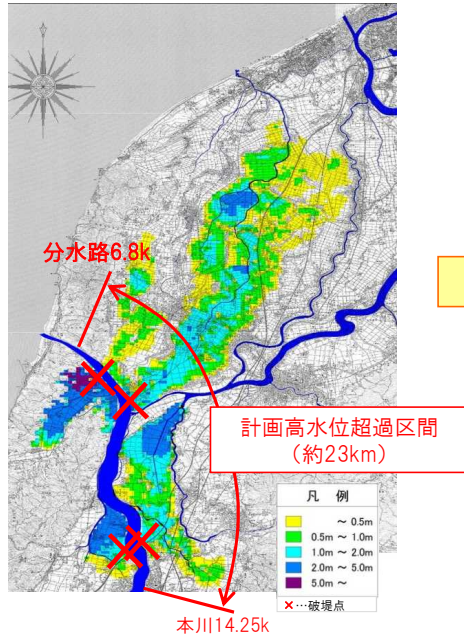 分水路6.8k
計画高水位超過区間
（約23km）
凡　例
～ 0.5m
0.5m ～ 1.0m
1.0m ～ 2.0m
2.0m ～ 5.0m
5.0m ～
×…破堤点
本川14.25k